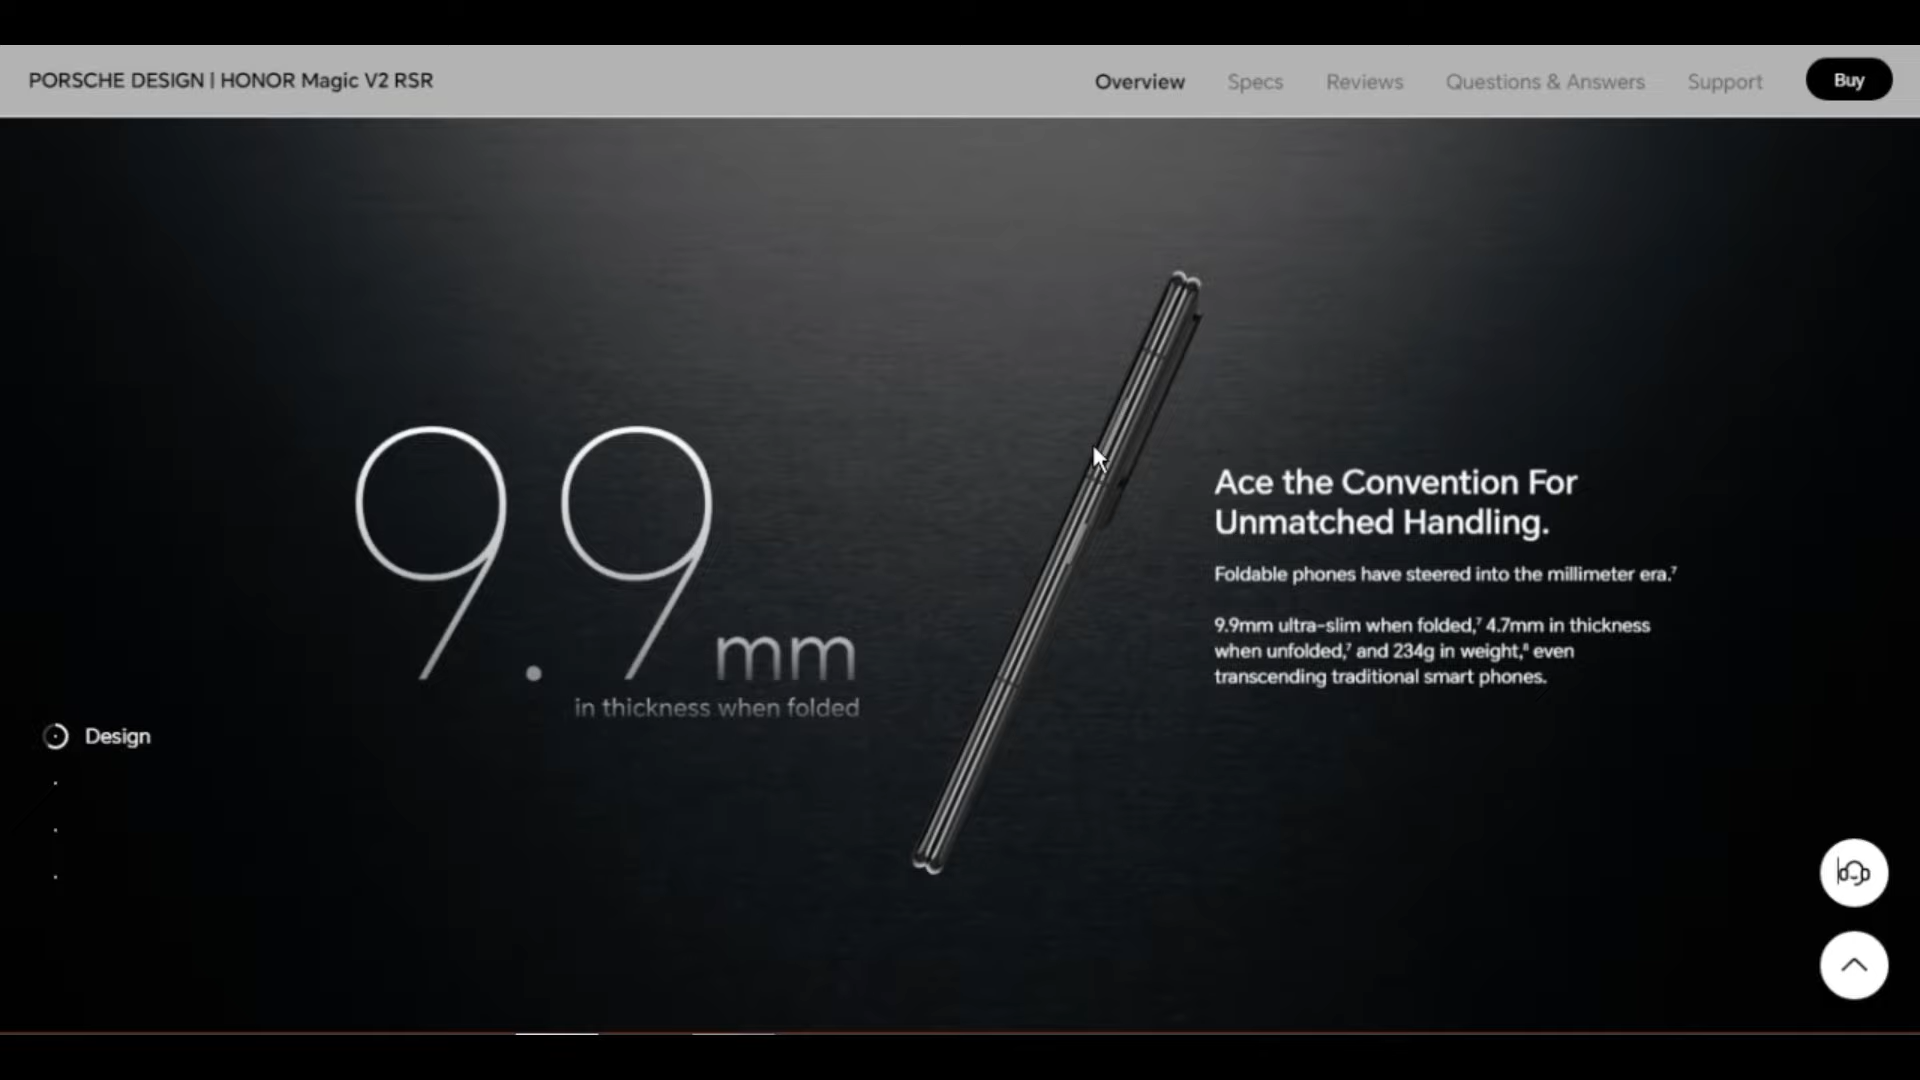 PORSCHE DESIGN | HONOR Magic V2 RSR
Overview
Specs
Reviews
Questions & Answers
Support
Buy
9.9 mm
in thickness when folded
Ace the Convention For
Unmatched Handling.
Foldable phones have steered into the millimeter era.⁷
9.9mm ultra-slim when folded,⁷ 4.7mm in thickness
when unfolded,⁷ and 234g in weight,⁸ even
transcending traditional smart phones.
Design